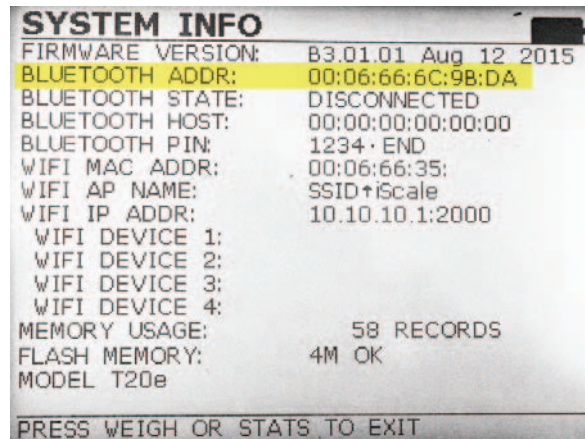 SYSTEM INFO
FIRMWARE VERSION: B3.01.01 Aug 12 2015
BLUETOOTH ADDR: 00:06:66:6C:9B:DA
BLUETOOTH STATE: DISCONNECTED
BLUETOOTH HOST: 00:00:00:00:00:00
BLUETOOTH PIN: 1234·END
WIFI MAC ADDR: 00:06:66:35:
WIFI AP NAME: SSID↑iScale
WIFI IP ADDR: 10.10.10.1:2000
WIFI DEVICE 1:
WIFI DEVICE 2:
WIFI DEVICE 3:
WIFI DEVICE 4:
MEMORY USAGE: 58 RECORDS
FLASH MEMORY: 4M OK
MODEL T20e
PRESS WEIGH OR STATS TO EXIT